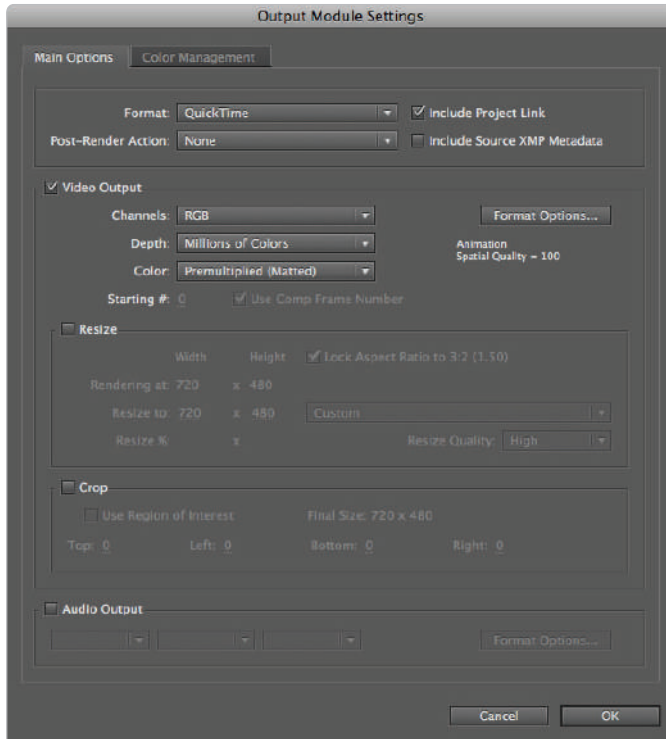 Output Module Settings
Main Options Color Management
Format: QuickTime Include Project Link
Post-Render Action: None Include Source XMP Metadata
Video Output
Channels: RGB Format Options...
Depth: Millions of Colors Animation
Spatial Quality = 100
Color: Premultiplied (Matted)
Starting #: 0 Use Comp Frame Number
Resize
Width Height Lock Aspect Ratio to 3:2 (1.50)
Rendering at: 720 x 480
Resize to: 720 x 480 Custom
Resize %: x Resize Quality: High
Crop
Use Region of Interest Final Size: 720 x 480
Top: 0 Left: 0 Bottom: 0 Right: 0
Audio Output
Format Options...
Cancel OK